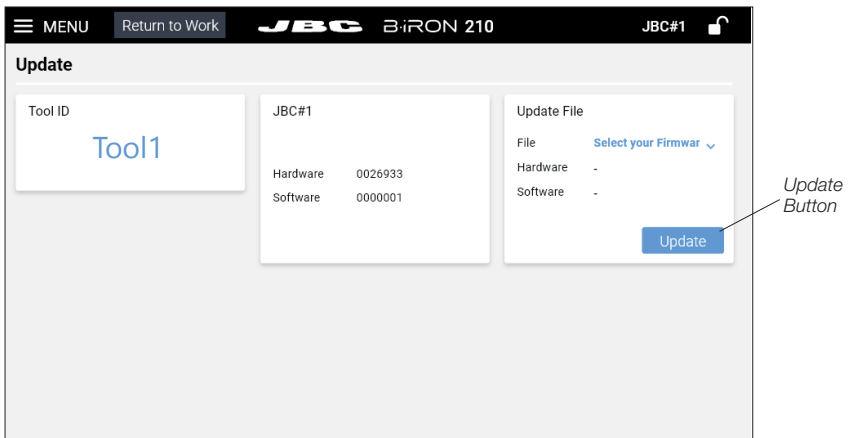 MENU Return to Work JBC B·iRON 210 JBC#1
Update
Tool ID
Tool1
JBC#1
Hardware 0026933
Software 0000001
Update File
File Select your Firmwar
Hardware -
Software -
Update
Update
Button